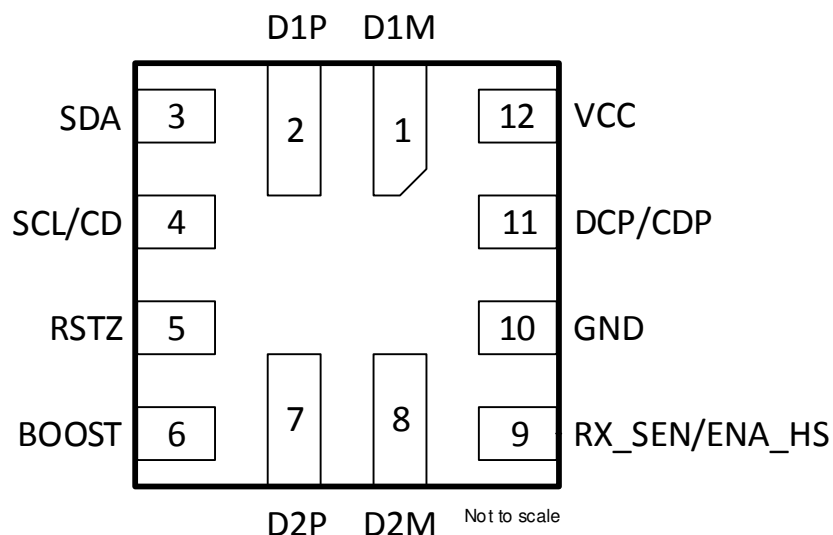 D1P D1M
SDA 3 2 1 12 VCC
SCL/CD 4 11 DCP/CDP
RSTZ 5 10 GND
BOOST 6 7 8 9 RX_SEN/ENA_HS
D2P D2M Not to scale